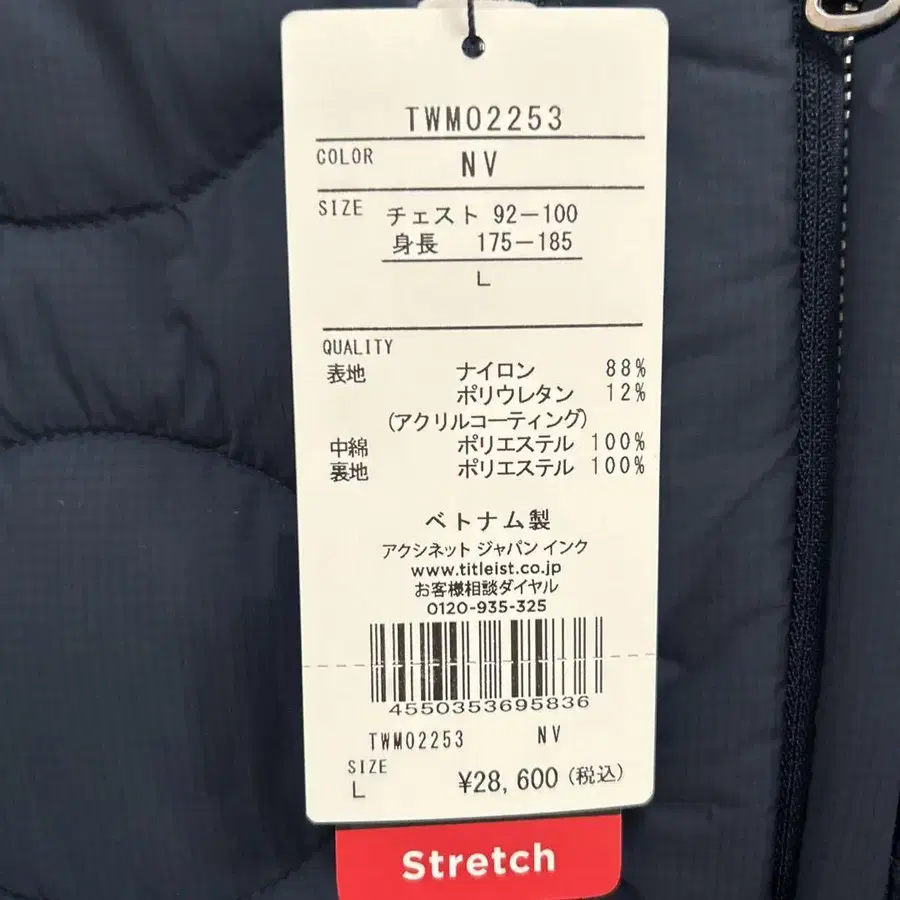 TWMO2253
COLOR NV
SIZE チェスト 92－100
身長 175－185
L
QUALITY
表地 ナイロン 88%
ポリウレタン 12%
(アクリルコーティング)
中綿 ポリエステル 100%
裏地 ポリエステル 100%
ベトナム製
アクシネット ジャパン インク
www.titleist.co.jp
お客様相談ダイヤル
0120-935-325
4550353695836
TWMO2253 NV
SIZE
L ¥28,600 (税込)
Stretch